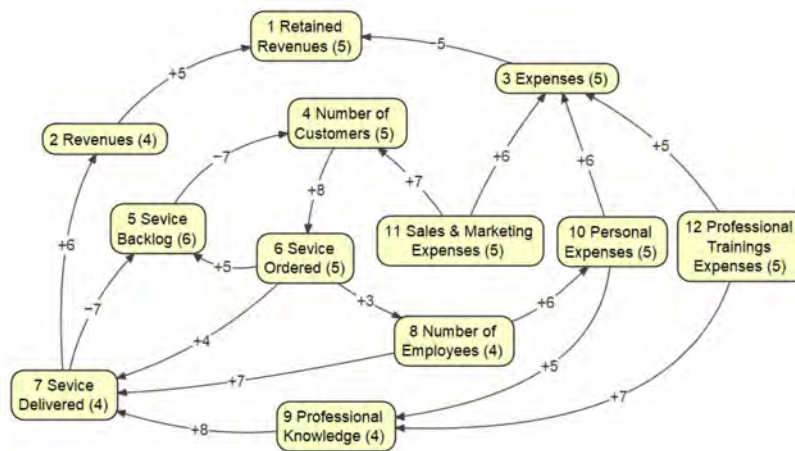 1 Retained
Revenues (5)
+5
-5
3 Expenses (5)
2 Revenues (4)
4 Number of
Customers (5)
-7
+7
+6
+6
+5
+8
5 Sevice
Backlog (6)
6 Sevice
Ordered (5)
+5
11 Sales & Marketing
Expenses (5)
10 Personal
Expenses (5)
12 Professional
Trainings
Expenses (5)
+6
-7
+3
+6
+4
8 Number of
Employees (4)
+7
+5
+7
7 Sevice
Delivered (4)
+8
9 Professional
Knowledge (4)